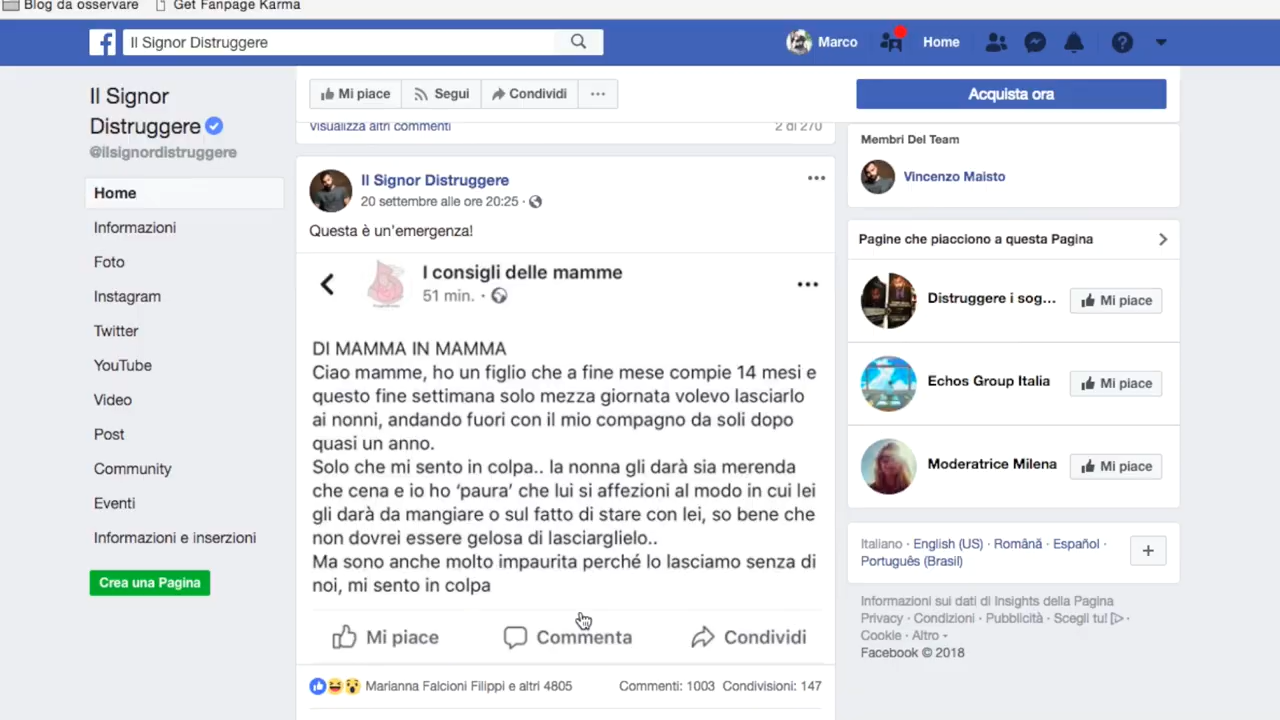 Blog da osservare
Get Fanpage Karma
Il Signor Distruggere
Marco
Home
Il Signor
Distruggere
@ilsignordistruggere
Home
Informazioni
Foto
Instagram
Twitter
YouTube
Video
Post
Community
Eventi
Informazioni e inserzioni
Crea una Pagina
Mi piace
Segui
Condividi
Acquista ora
Visualizza altri commenti
2 di 270
Il Signor Distruggere
20 settembre alle ore 20:25 ·
Questa è un'emergenza!
I consigli delle mamme
51 min. ·
DI MAMMA IN MAMMA
Ciao mamme, ho un figlio che a fine mese compie 14 mesi e
questo fine settimana solo mezza giornata volevo lasciarlo
ai nonni, andando fuori con il mio compagno da soli dopo
quasi un anno.
Solo che mi sento in colpa.. la nonna gli darà sia merenda
che cena e io ho ‘paura’ che lui si affezioni al modo in cui lei
gli darà da mangiare o sul fatto di stare con lei, so bene che
non dovrei essere gelosa di lasciarglielo..
Ma sono anche molto impaurita perché lo lasciamo senza di
noi, mi sento in colpa
Mi piace
Commenta
Condividi
Marianna Falcioni Filippi e altri 4805
Commenti: 1003
Condivisioni: 147
Membri Del Team
Vincenzo Maisto
Pagine che piacciono a questa Pagina
Distruggere i sog...
Mi piace
Echos Group Italia
Mi piace
Moderatrice Milena
Mi piace
Italiano · English (US) · Română · Español ·
Português (Brasil)
Informazioni sui dati di Insights della Pagina
Privacy · Condizioni · Pubblicità · Scegli tu! ·
Cookie · Altro
Facebook © 2018